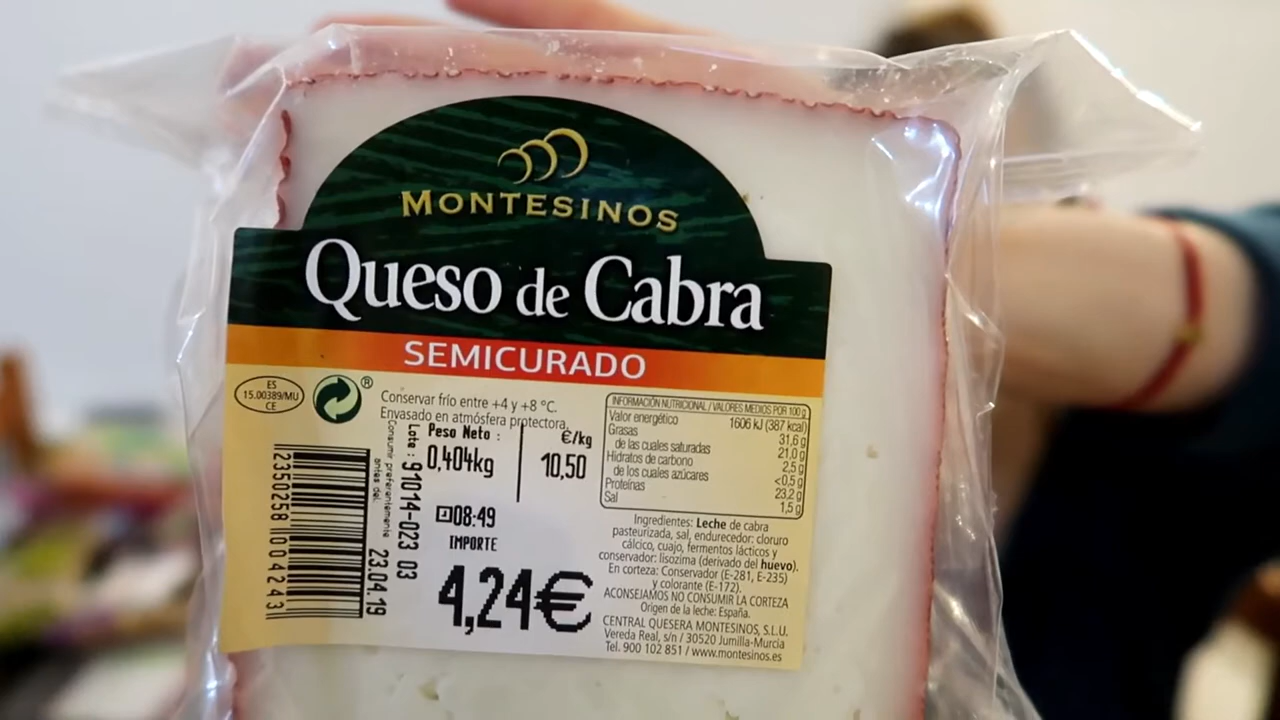 MONTESINOS
Queso de Cabra
SEMICURADO
ES
15.00389/MU
CE
®
Conservar frío entre +4 y +8 °C.
Envasado en atmósfera protectora.
Peso Neto :
0,404kg
€/kg
10,50
Lote : 91014-023 03
Consumir preferentemente
antes del.
23.04.19
08:49
IMPORTE
4,24€
2350258004243
INFORMACIÓN NUTRICIONAL / VALORES MEDIOS POR 100 g
Valor energético 1606 kJ (387 kcal)
Grasas 31,6 g
de las cuales saturadas 21,0 g
Hidratos de carbono 2,5 g
de los cuales azúcares <0,5 g
Proteínas 23,2 g
Sal 1,5 g
Ingredientes: Leche de cabra
pasteurizada, sal, endurecedor: cloruro
cálcico, cuajo, fermentos lácticos y
conservador: lisozima (derivado del huevo).
En corteza: Conservador (E-281, E-235)
y colorante (E-172).
ACONSEJAMOS NO CONSUMIR LA CORTEZA
Origen de la leche: España.
CENTRAL QUESERA MONTESINOS, S.L.U.
Vereda Real, s/n / 30520 Jumilla-Murcia
Tel. 900 102 851 / www.montesinos.es